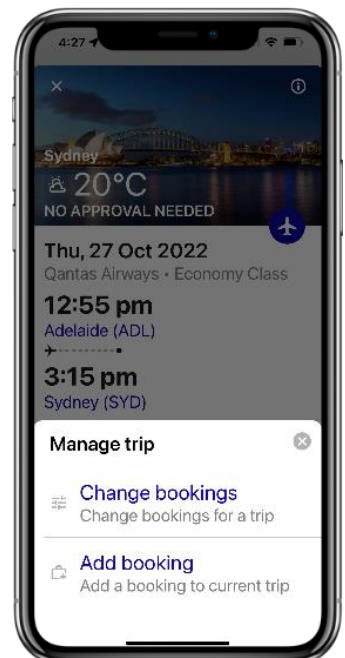 4:27
Sydney
20°C
NO APPROVAL NEEDED
Thu, 27 Oct 2022
Qantas Airways • Economy Class
12:55 pm
Adelaide (ADL)
3:15 pm
Sydney (SYD)
Manage trip
Change bookings
Change bookings for a trip
Add booking
Add a booking to current trip